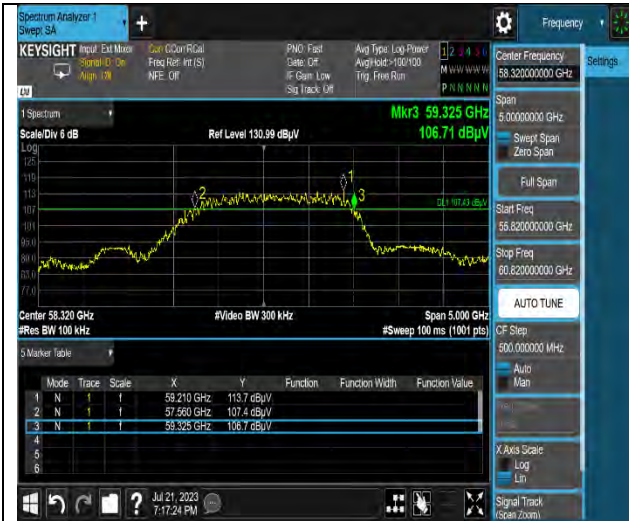 Spectrum Analyzer 1
Swept SA
+
Frequency
KEYSIGHT
Input: Ext Mixer
Signal ID: On
Corr CCorr RCal
Freq Ref: Int (S)
NFE: Off
PNO: Fast
Gate: Off
IF Gain: Low
Sig Track: Off
Avg Type: Log-Power
Avg|Hold:>100/100
Trig: Free Run
1 2 3 4 5 6
M W W W W W
P N N N N N
Center Frequency
58.320000000 GHz
Settings
Span
5.00000000 GHz
Swept Span
Zero Span
Full Span
Start Freq
55.820000000 GHz
Stop Freq
60.820000000 GHz
AUTO TUNE
CF Step
500.000000 MHz
Auto
Man
X Axis Scale
Log
Lin
Signal Track
(Span Zoom)
1 Spectrum
Mkr3 59.325 GHz
Scale/Div 6 dB
Ref Level 130.99 dBµV
106.71 dBµV
Log
125
119
113
107
101
95.0
89.0
83.0
77.0
1
2
3
DL1 107.43 dBµV
Center 58.320 GHz
#Video BW 300 kHz
Span 5.000 GHz
#Res BW 100 kHz
#Sweep 100 ms (1001 pts)
5 Marker Table
Mode Trace Scale X Y Function Function Width Function Value
1 N 1 f 59.210 GHz 113.7 dBµV
2 N 1 f 57.560 GHz 107.4 dBµV
3 N 1 f 59.325 GHz 106.7 dBµV
4
5
6
?
Jul 21, 2023
7:17:24 PM